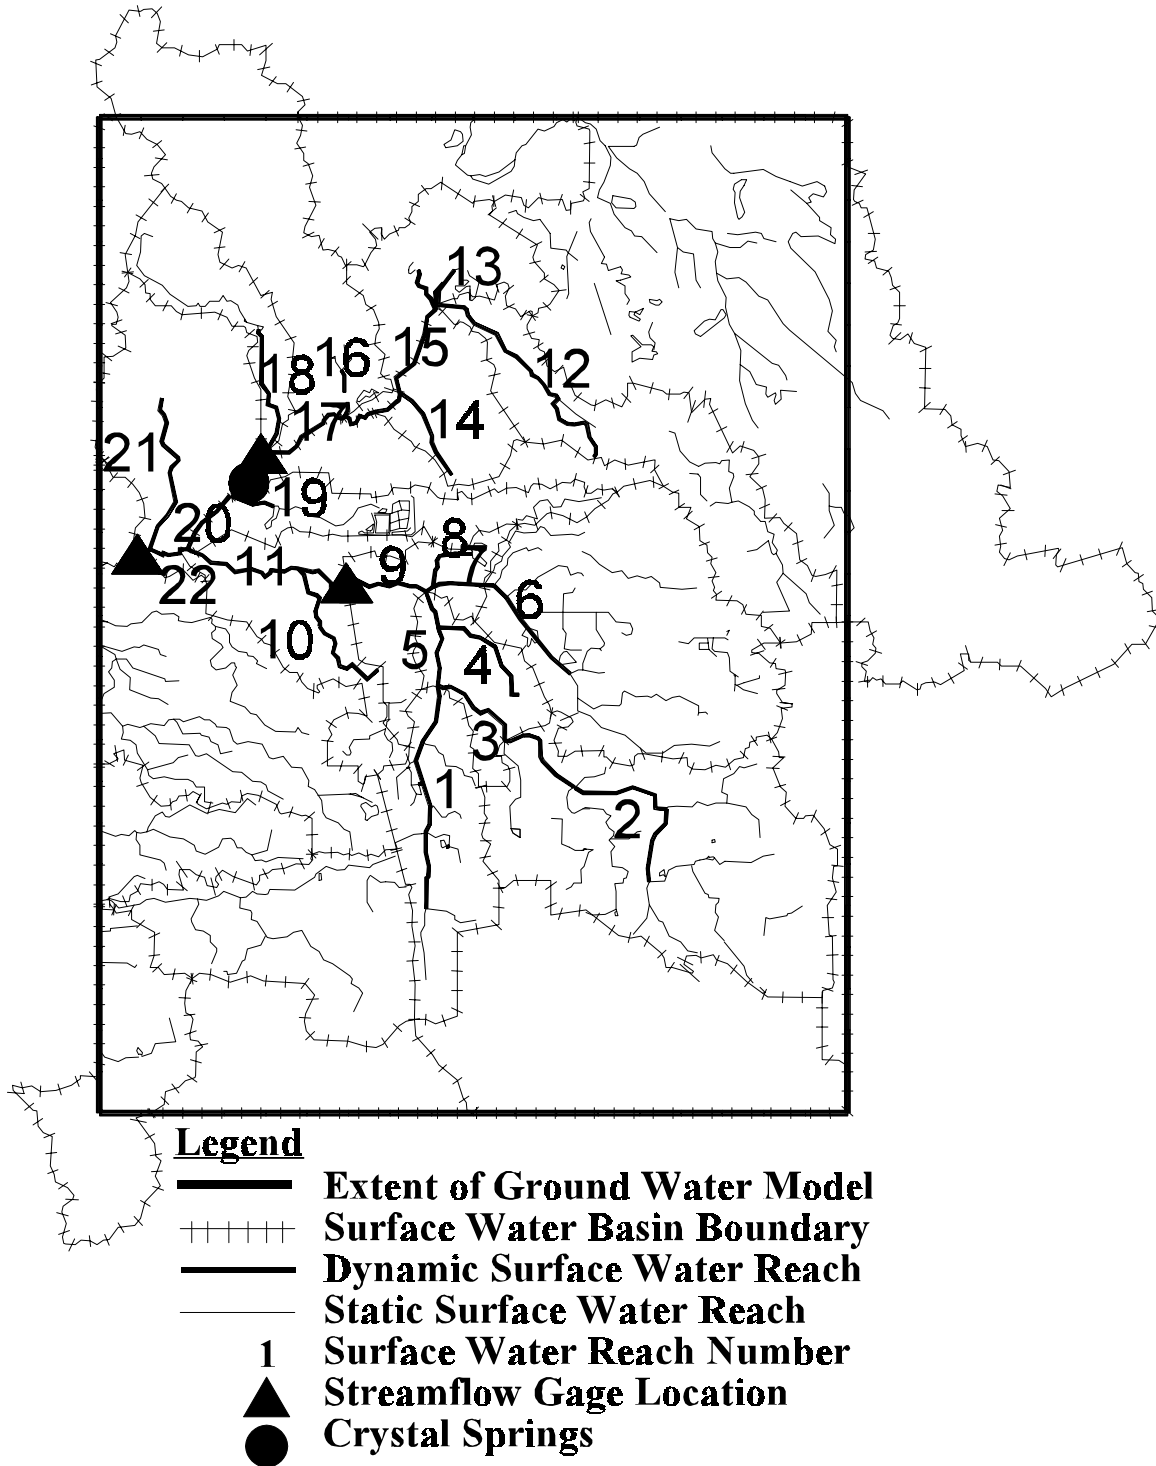 13
15
16
18
12
17
14
21
19
20
8
7
9
11
22
6
10
5
4
3
1
2
Legend
Extent of Ground Water Model
Surface Water Basin Boundary
Dynamic Surface Water Reach
Static Surface Water Reach
1 Surface Water Reach Number
Streamflow Gage Location
Crystal Springs